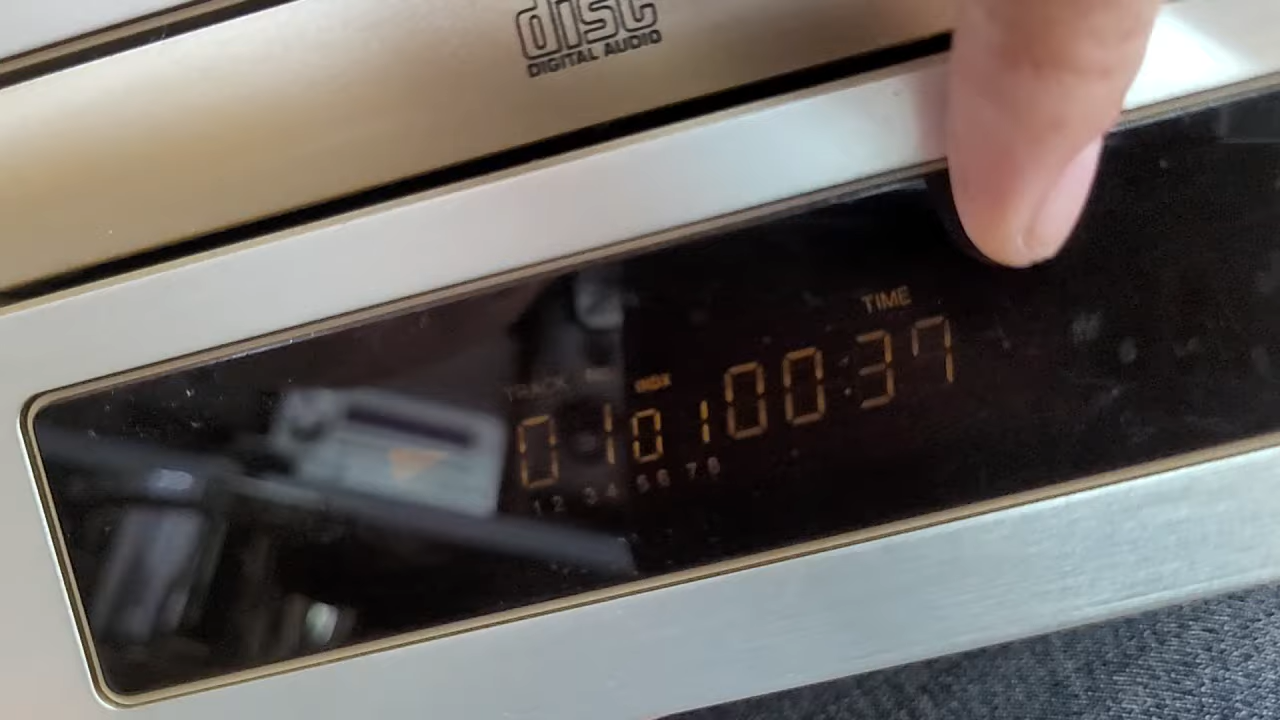 disc
DIGITAL AUDIO
TIME
TRACK INDEX
01 01 00:37
1 2 3 4 5 6 7 8